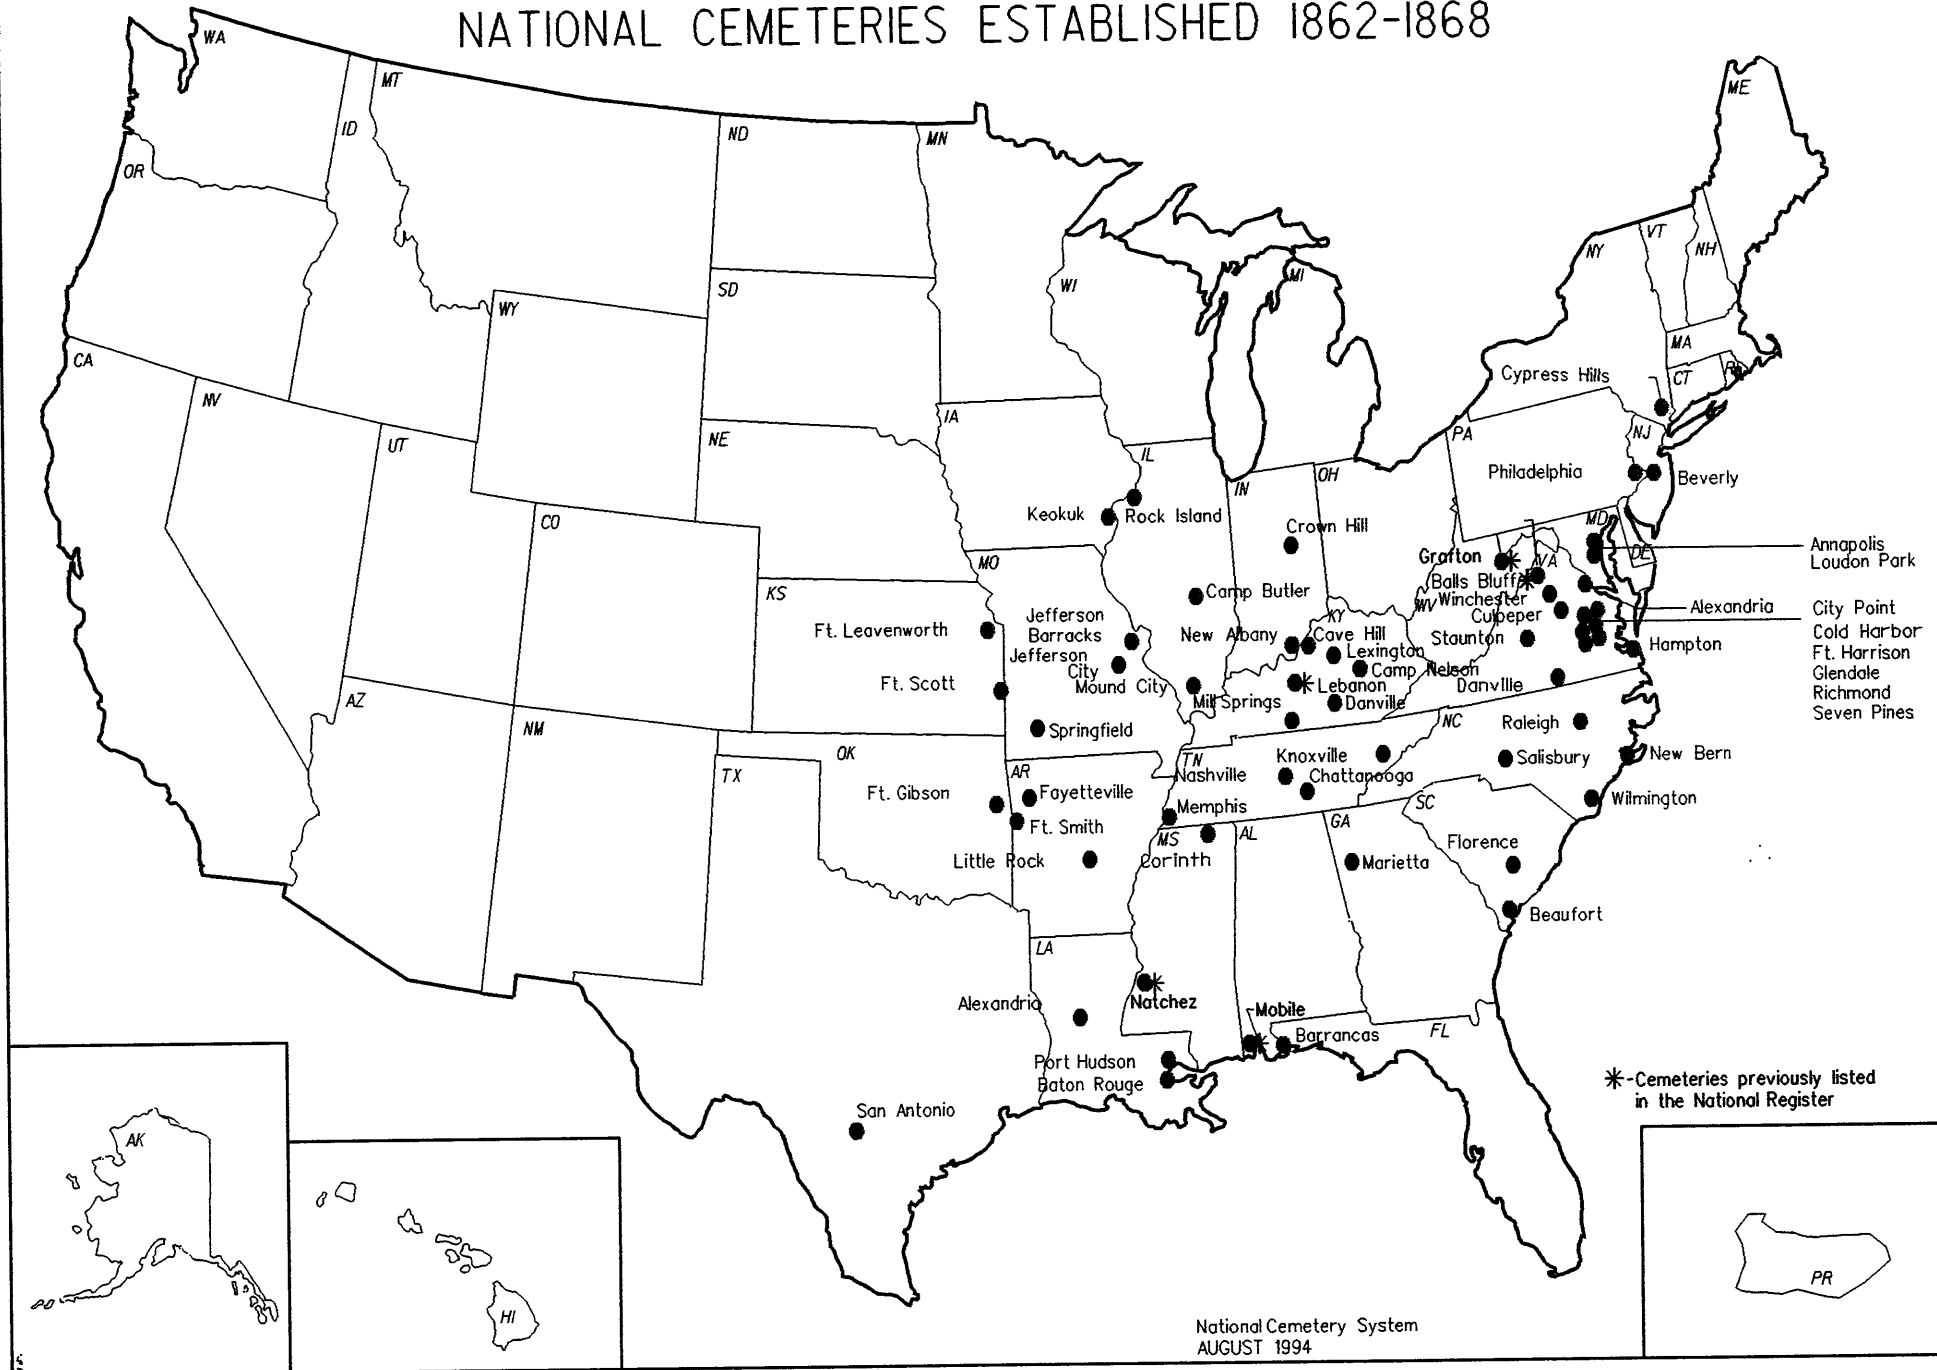 NATIONAL CEMETERIES ESTABLISHED 1862-1868
WA
MT
ID
OR
ND
MN
ME
NY
VT
NH
WI
MI
SD
WY
CA
NV
UT
NE
IA
MA
CT
RI
Cypress Hills
PA
NJ
IL
IN
OH
Philadelphia
Beverly
Keokuk
Rock Island
CO
Crown Hill
MD
DE
Annapolis
Loudon Park
Grafton
VA
Balls Bluff
Winchester
WV
Culpeper
Staunton
Alexandria
City Point
Cold Harbor
Ft. Harrison
Glendale
Richmond
Seven Pines
Hampton
MO
KS
Camp Butler
KY
Jefferson
Barracks
Jefferson
City
Ft. Leavenworth
New Albany
Cave Hill
Lexington
Camp Nelson
Mound City
Lebanon
Danville
Ft. Scott
Mill Springs
Danville
AZ
NM
Springfield
NC
Raleigh
OK
TX
AR
TN
Nashville
Knoxville
Chattanooga
Salisbury
New Bern
Ft. Gibson
Fayetteville
Ft. Smith
Memphis
SC
Wilmington
MS
AL
GA
Florence
Little Rock
Corinth
Marietta
Beaufort
LA
Alexandria
Natchez
Mobile
Barrancas
FL
Port Hudson
Baton Rouge
San Antonio
-Cemeteries previously listed
in the National Register
AK
HI
PR
National Cemetery System
AUGUST 1994